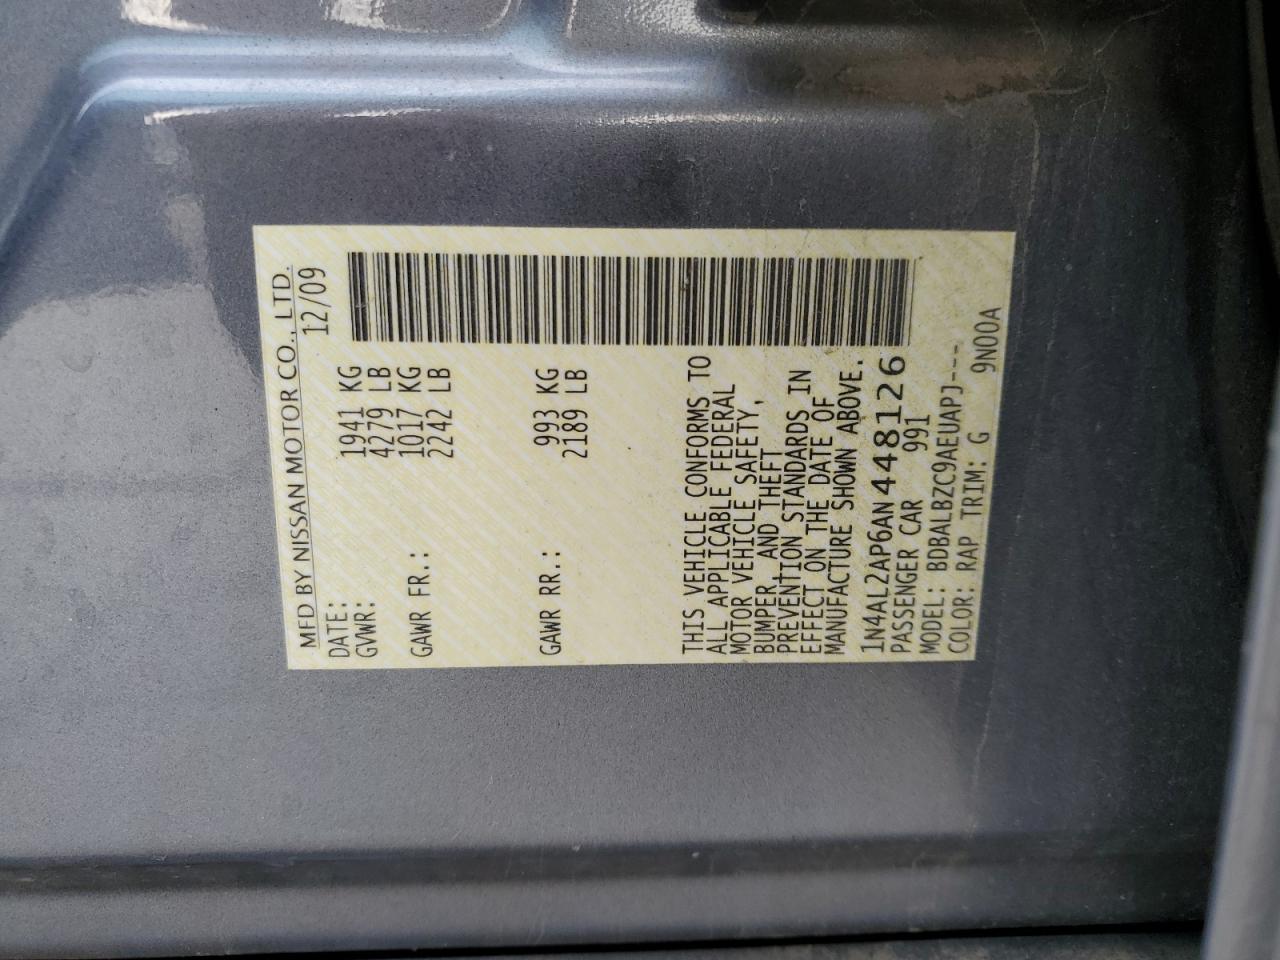 MFD BY NISSAN MOTOR CO., LTD.
DATE: 12/09
GVWR: 1941 KG
4279 LB
GAWR FR.: 1017 KG
2242 LB
GAWR RR.: 993 KG
2189 LB
THIS VEHICLE CONFORMS TO
ALL APPLICABLE FEDERAL
MOTOR VEHICLE SAFETY,
BUMPER, AND THEFT
PREVENTION STANDARDS IN
EFFECT ON THE DATE OF
MANUFACTURE SHOWN ABOVE.
1N4AL2AP6AN448126
PASSENGER CAR 991
MODEL: BDBALBZC9AEUAPJ---
COLOR: RAP TRIM: G 9N00A